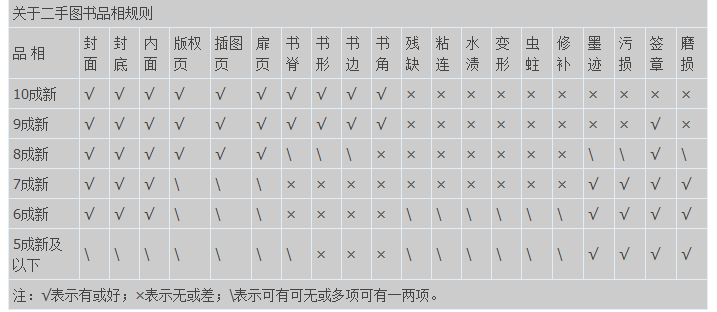 关于二手图书品相规则
品 相 封面 封底 内面 版权页 插图页 扉页 书脊 书形 书边 书角 残缺 粘连 水渍 变形 虫蛀 修补 墨迹 污损 签章 磨损
10成新 √ √ √ √ √ √ √ √ √ √ × × × × × × × × × ×
9成新 √ √ √ √ √ √ √ √ √ √ × × × × × × × × √ ×
8成新 √ √ √ √ √ √ \ \ \ × × × × × × × \ \ √ \
7成新 √ √ √ \ \ \ × × × × × × × × × × √ √ √ √
6成新 √ √ √ \ \ \ × × × × \ \ \ \ \ \ √ √ √ √
5成新及以下 \ \ \ \ \ \ \ × × × \ \ \ \ \ \ √ √ √ √
注：√表示有或好；×表示无或差；\表示可有可无或多项可有一两项。